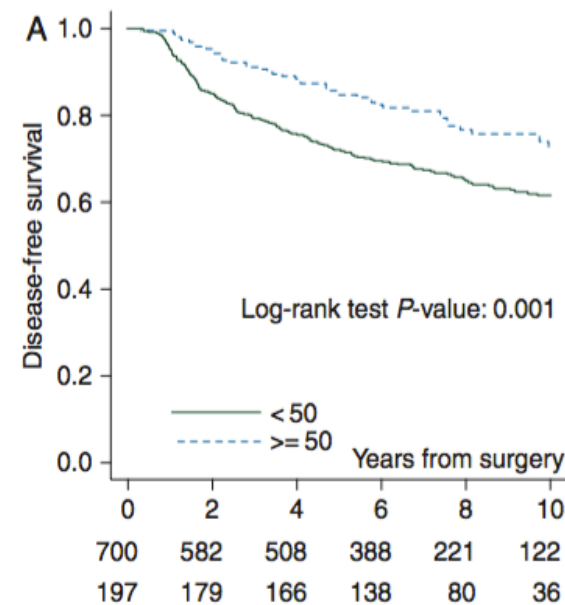 A
Disease-free survival
1.0
0.8
0.6
0.4
0.2
0.0
Log-rank test P-value: 0.001
< 50
>= 50
Years from surgery
0 2 4 6 8 10
700 582 508 388 221 122
197 179 166 138 80 36